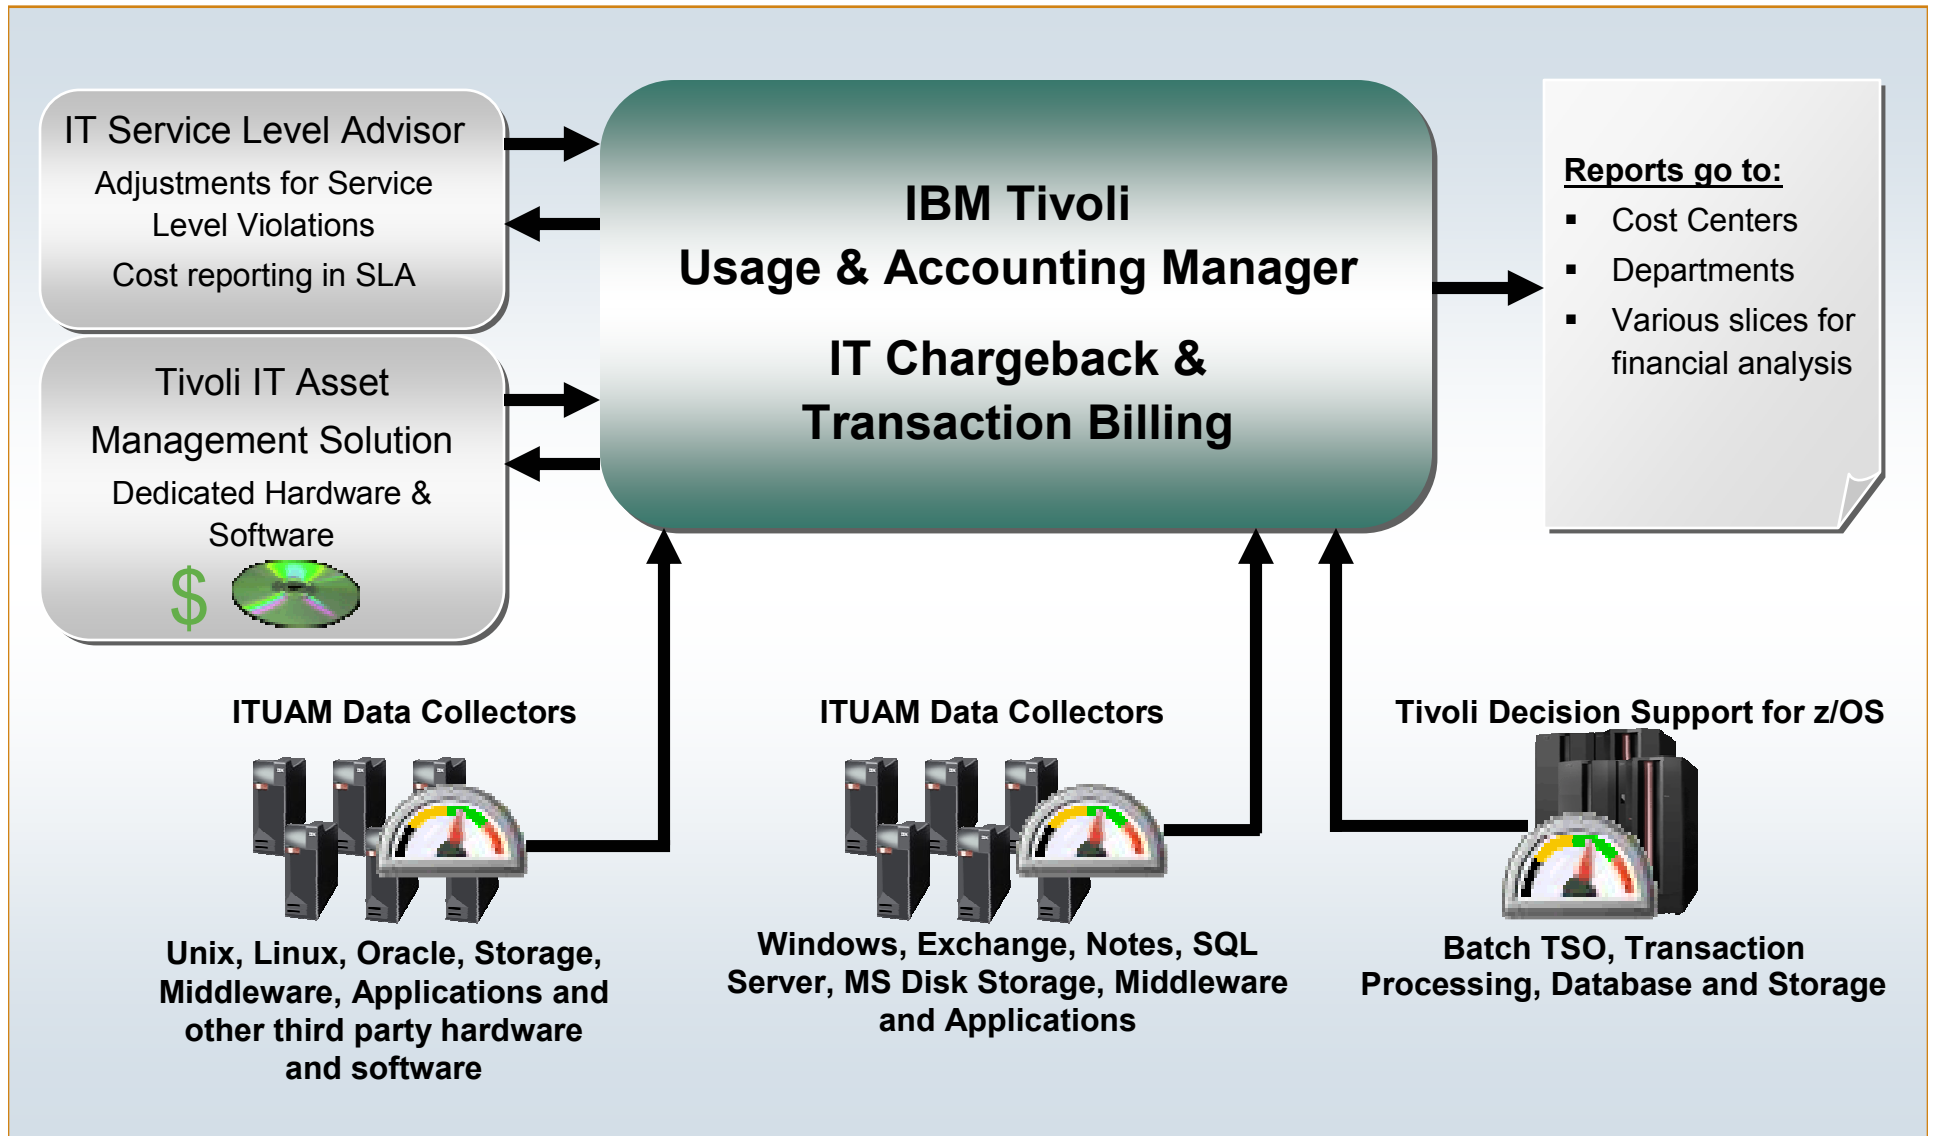 IT Service Level Advisor
Adjustments for Service
Level Violations
Cost reporting in SLA
Tivoli IT Asset
Management Solution
Dedicated Hardware &
Software
$
IBM Tivoli
Usage & Accounting Manager
IT Chargeback &
Transaction Billing
Reports go to:
▪ Cost Centers
▪ Departments
▪ Various slices for
financial analysis
ITUAM Data Collectors
Unix, Linux, Oracle, Storage,
Middleware, Applications and
other third party hardware
and software
ITUAM Data Collectors
Windows, Exchange, Notes, SQL
Server, MS Disk Storage, Middleware
and Applications
Tivoli Decision Support for z/OS
Batch TSO, Transaction
Processing, Database and Storage